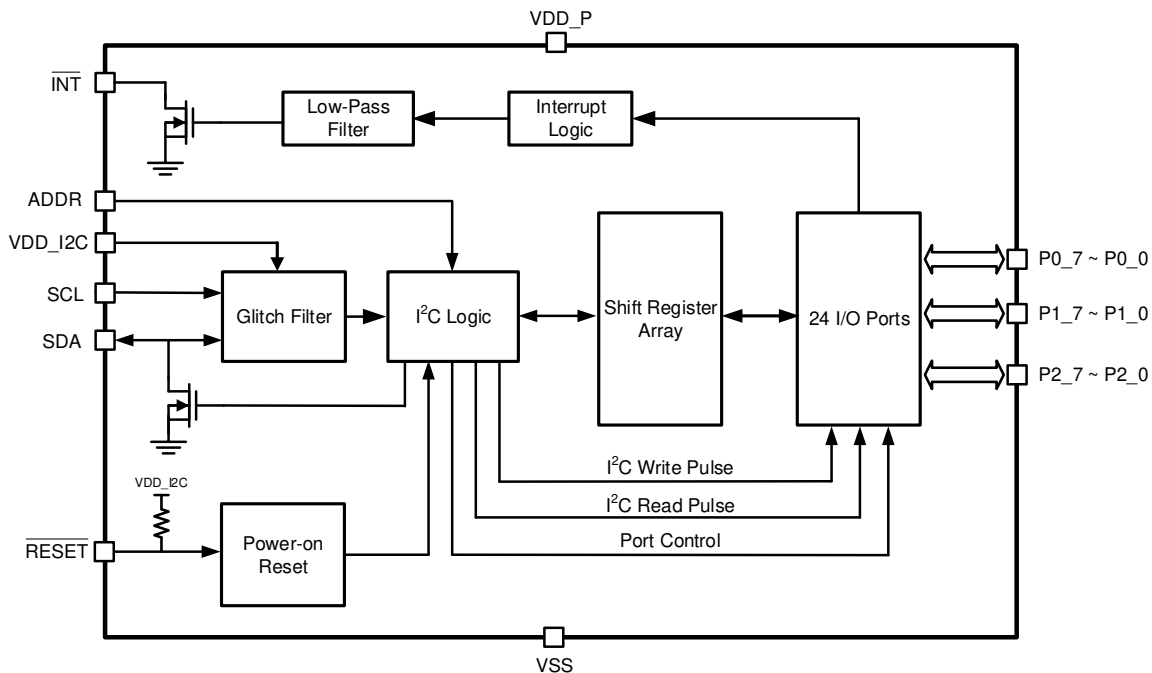 VDD_P
INT
Low-Pass
Filter
Interrupt
Logic
ADDR
VDD_I2C
SCL
SDA
Glitch Filter
I²C Logic
Shift Register
Array
24 I/O Ports
P0_7 ~ P0_0
P1_7 ~ P1_0
P2_7 ~ P2_0
I²C Write Pulse
I²C Read Pulse
Port Control
VDD_I2C
RESET
Power-on
Reset
VSS